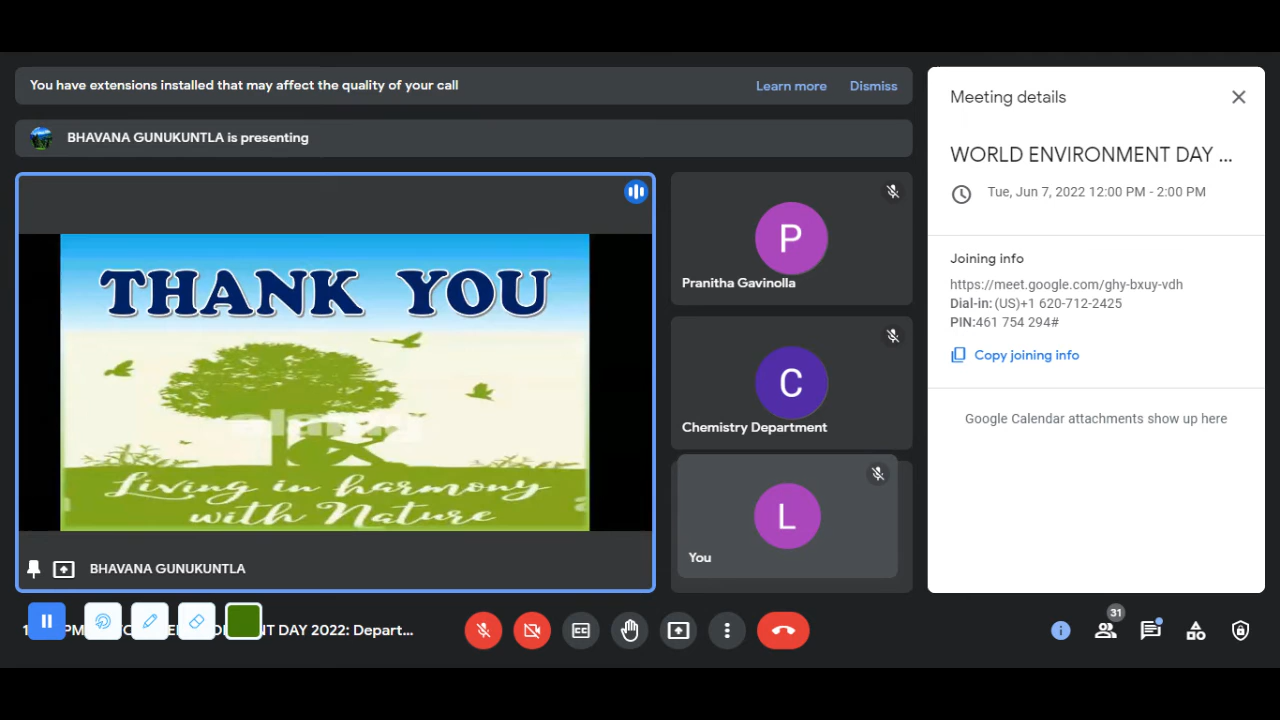 You have extensions installed that may affect the quality of your call
Learn more
Dismiss
BHAVANA GUNUKUNTLA is presenting
THANK YOU
Living in harmony
with Nature
BHAVANA GUNUKUNTLA
P
Pranitha Gavinolla
C
Chemistry Department
L
You
Meeting details
WORLD ENVIRONMENT DAY ...
Tue, Jun 7, 2022 12:00 PM - 2:00 PM
Joining info
https://meet.google.com/ghy-bxuy-vdh
Dial-in: (US)+1 620-712-2425
PIN:461 754 294#
Copy joining info
Google Calendar attachments show up here
DAY 2022: Depart...
31